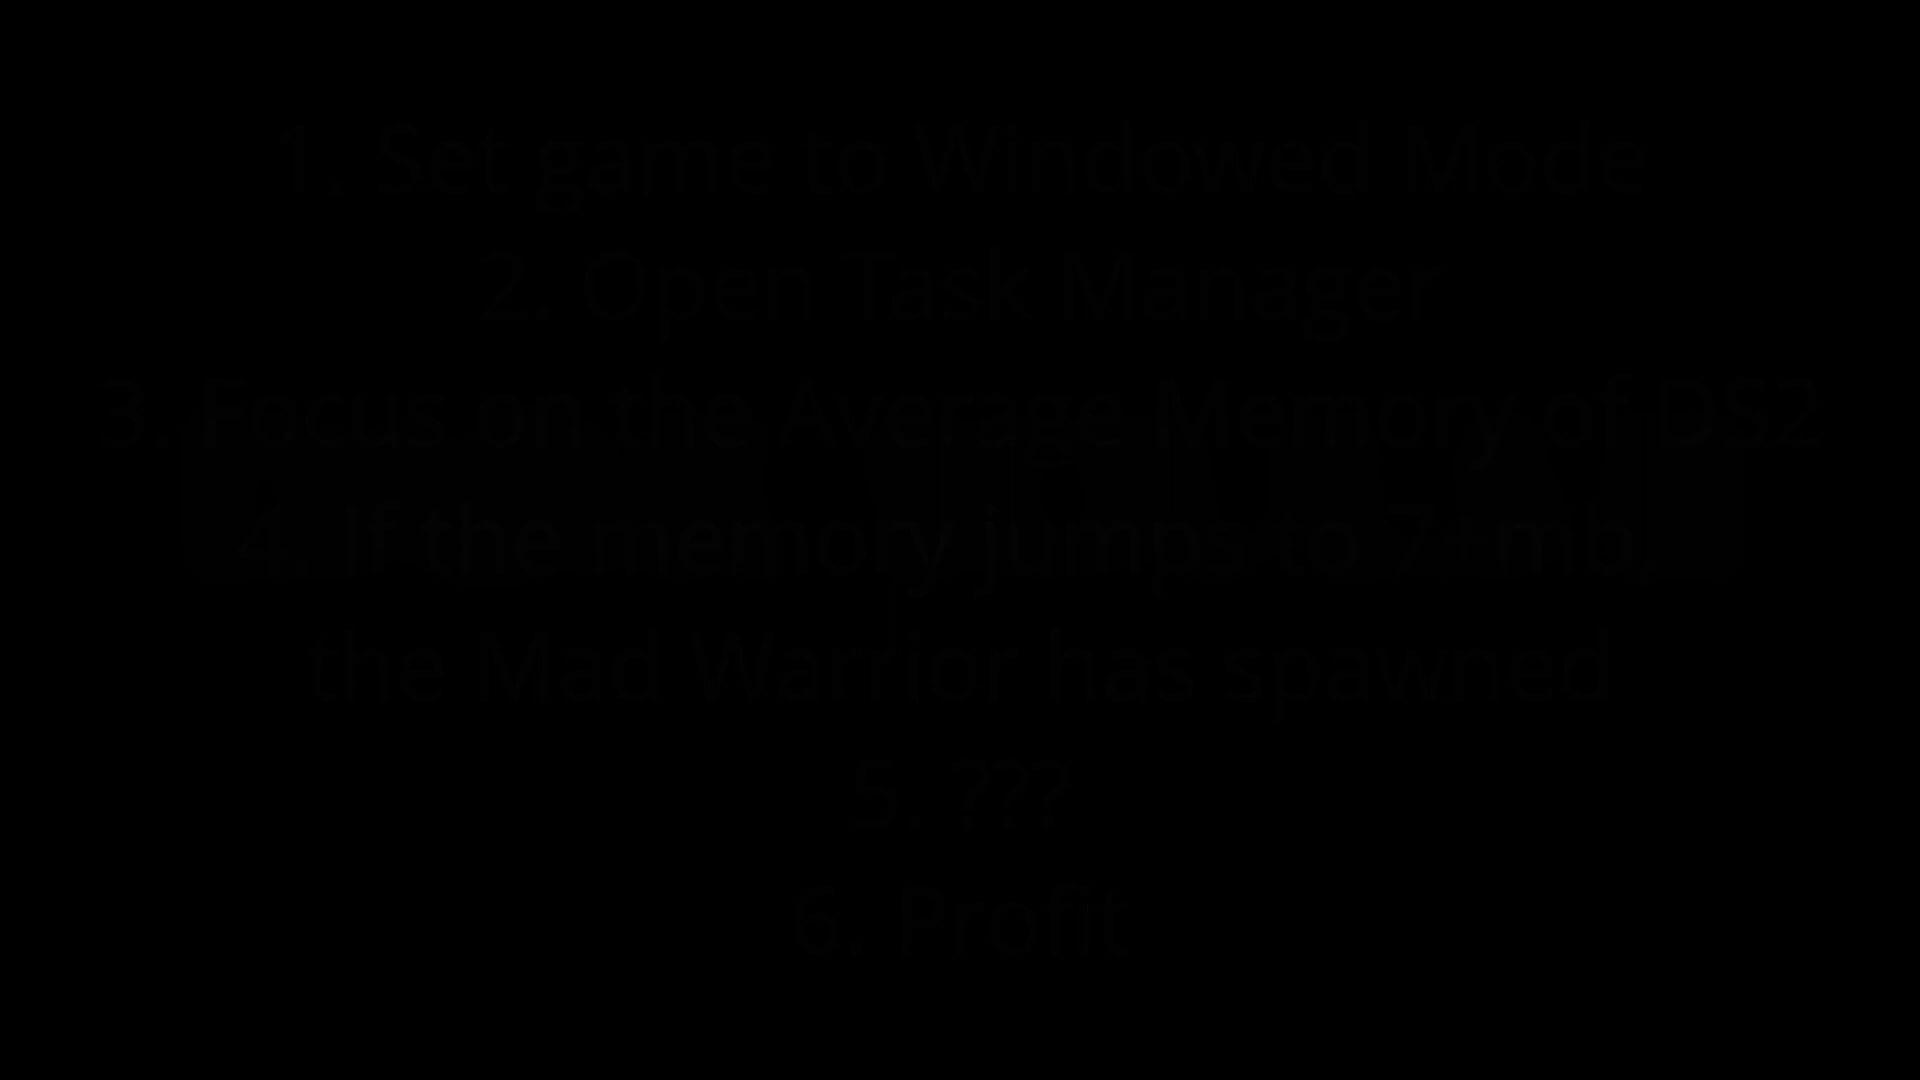 1. Set game to Windowed Mode
2. Open Task Manager
3. Focus on the Average Memory of DS2
4. If the memory jumps to 7+mb,
the Mad Warrior has spawned
5. ???
6. Profit